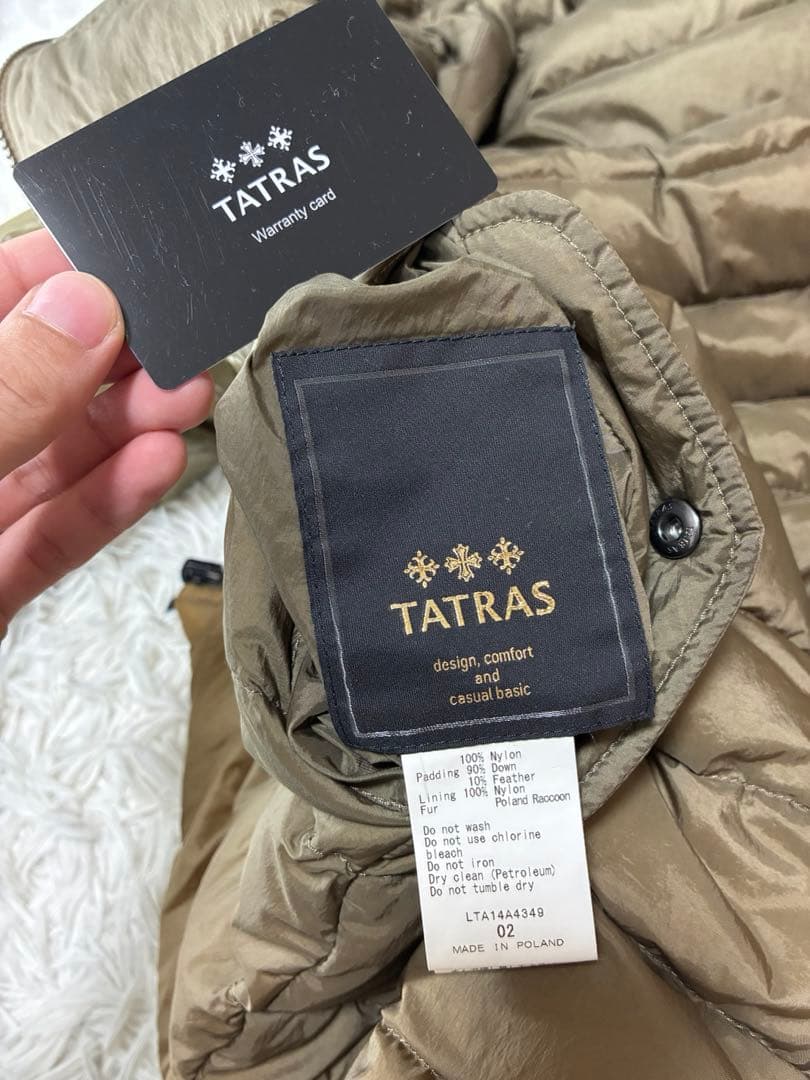 TATRAS
Warranty card
TATRAS
design, comfort
and
casual basic
100% Nylon
Padding 90% Down
10% Feather
Lining 100% Nylon
Fur Poland Raccoon
Do not wash
Do not use chlorine
bleach
Do not iron
Dry clean (Petroleum)
Do not tumble dry
LTA14A4349
02
MADE IN POLAND